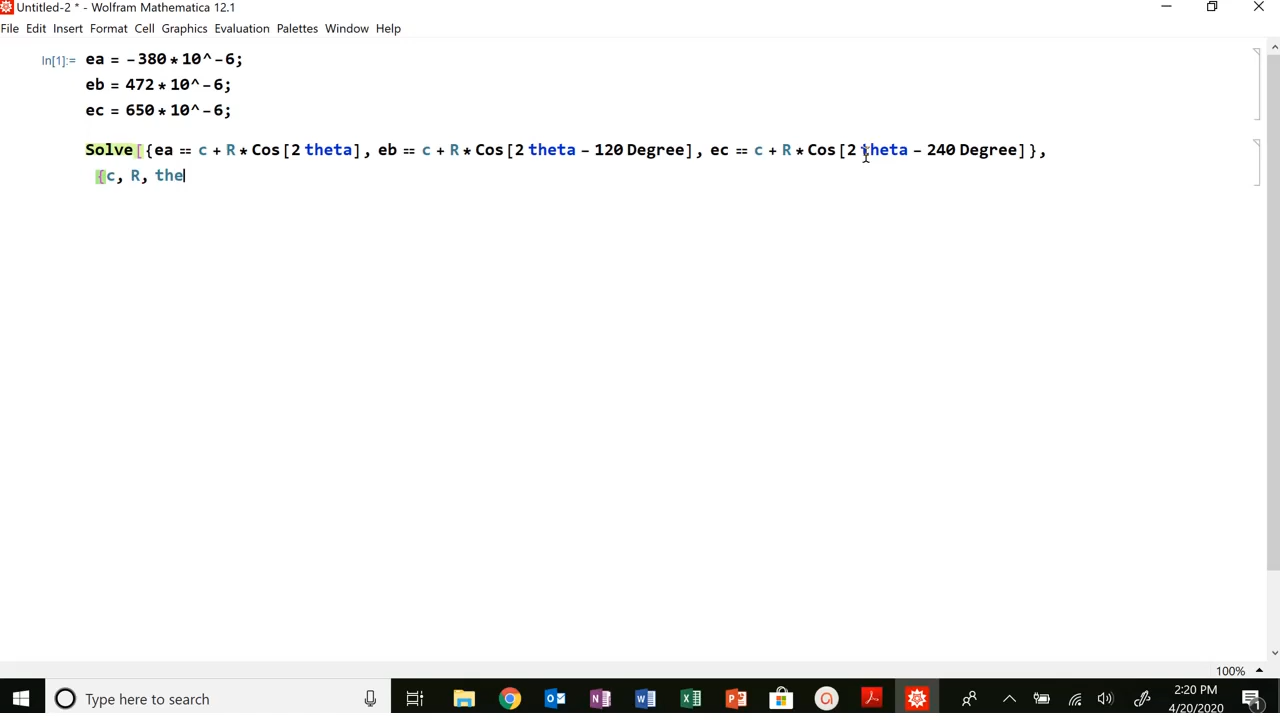 Untitled-2 * - Wolfram Mathematica 12.1
File Edit Insert Format Cell Graphics Evaluation Palettes Window Help
In[1]:= ea = -380*10^-6;
eb = 472*10^-6;
ec = 650*10^-6;
Solve[{ea == c + R*Cos[2 theta], eb == c + R*Cos[2 theta - 120 Degree], ec == c + R*Cos[2 theta - 240 Degree]},
{c, R, the
100%
Type here to search
2:20 PM
4/20/2020
1